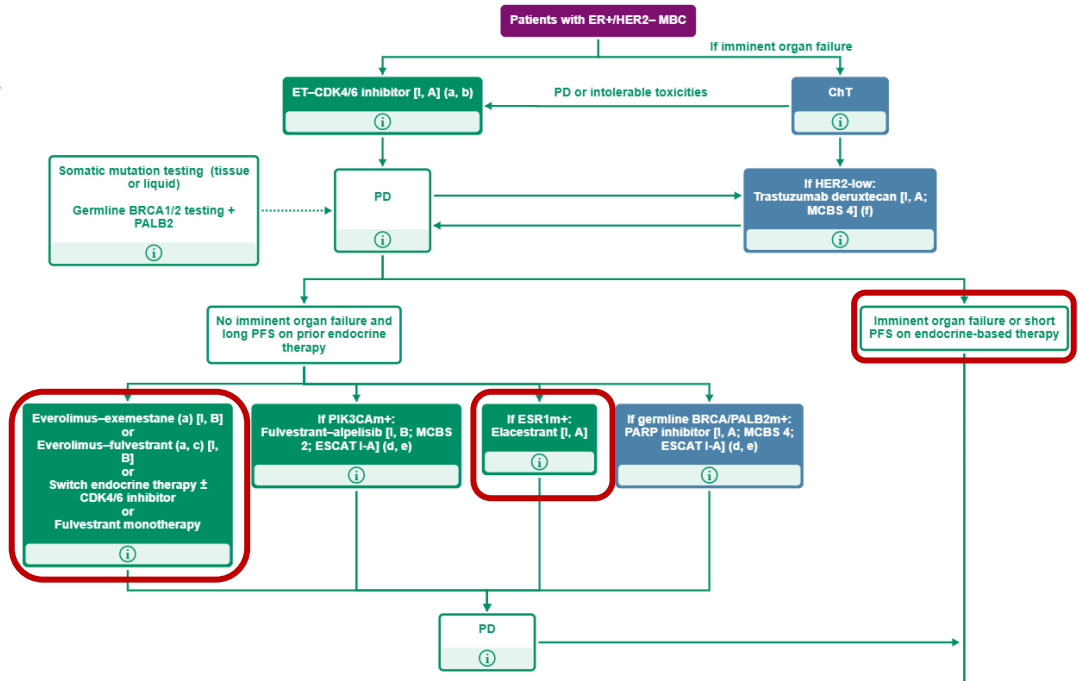 Patients with ER+/HER2– MBC
If imminent organ failure
ET–CDK4/6 inhibitor [I, A] (a, b)
PD or intolerable toxicities
ChT
Somatic mutation testing (tissue
or liquid)
Germline BRCA1/2 testing +
PALB2
PD
If HER2-low:
Trastuzumab deruxtecan [I, A;
MCBS 4] (f)
No imminent organ failure and
long PFS on prior endocrine
therapy
Imminent organ failure or short
PFS on endocrine-based therapy
Everolimus–exemestane (a) [I, B]
or
Everolimus–fulvestrant (a, c) [I,
B]
or
Switch endocrine therapy ±
CDK4/6 inhibitor
or
Fulvestrant monotherapy
If PIK3CAm+:
Fulvestrant–alpelisib [I, B; MCBS
2; ESCAT I-A] (d, e)
If ESR1m+:
Elacestrant [I, A]
If germline BRCA/PALB2m+:
PARP inhibitor [I, A; MCBS 4;
ESCAT I-A] (d, e)
PD